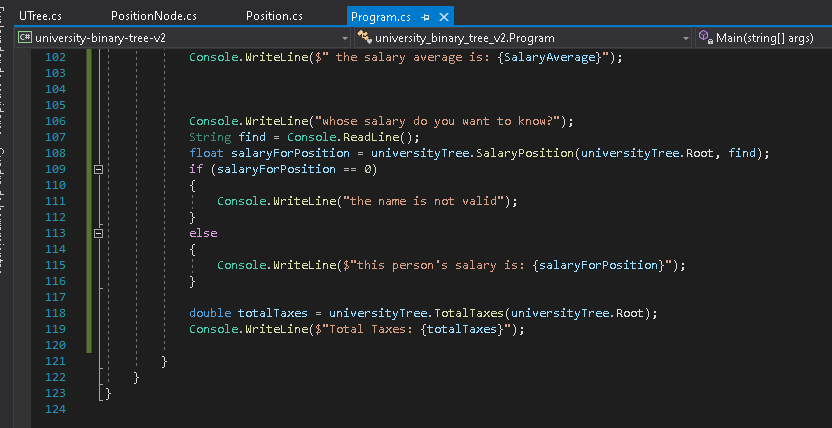 UTree.cs PositionNode.cs Position.cs Program.cs
C# university-binary-tree-v2 university_binary_tree_v2.Program Main(string[] args)
102 Console.WriteLine($" the salary average is: {SalaryAverage}");
103
104
105
106 Console.WriteLine("whose salary do you want to know?");
107 String find = Console.ReadLine();
108 float salaryForPosition = universityTree.SalaryPosition(universityTree.Root, find);
109 if (salaryForPosition == 0)
110 {
111 Console.WriteLine("the name is not valid");
112 }
113 else
114 {
115 Console.WriteLine($"this person's salary is: {salaryForPosition}");
116 }
117
118 double totalTaxes = universityTree.TotalTaxes(universityTree.Root);
119 Console.WriteLine($"Total Taxes: {totalTaxes}");
120
121 }
122 }
123 }
124